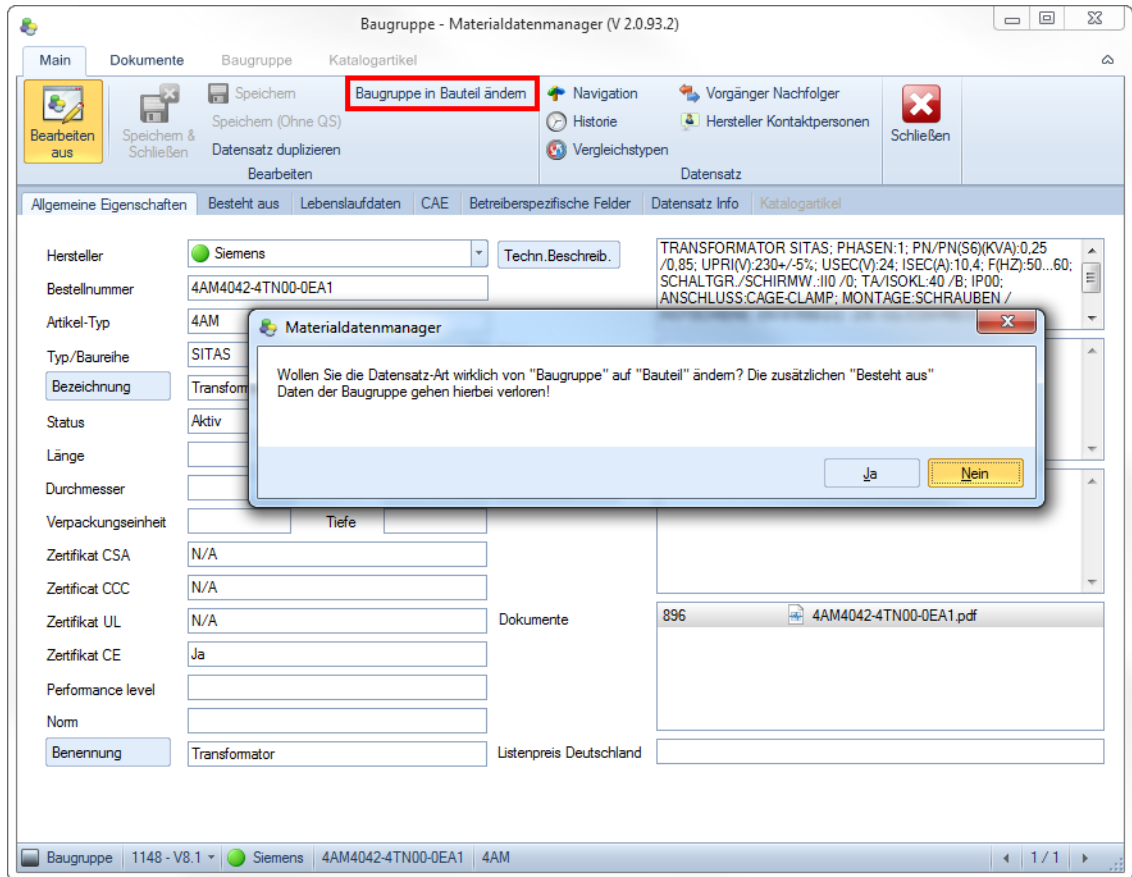 Baugruppe - Materialdatenmanager (V 2.0.93.2)
Main Dokumente Baugruppe Katalogartikel
Bearbeiten aus
Speichern & Schließen
Speichern
Speichern (Ohne QS)
Datensatz duplizieren
Baugruppe in Bauteil ändern
Bearbeiten
Navigation
Historie
Vergleichstypen
Vorgänger Nachfolger
Hersteller Kontaktpersonen
Datensatz
Schließen
Allgemeine Eigenschaften Besteht aus Lebenslaufdaten CAE Betreiberspezifische Felder Datensatz Info Katalogartikel
Hersteller Siemens Techn.Beschreib.
TRANSFORMATOR SITAS; PHASEN:1; PN/PN(S6)(KVA):0,25
/0,85; UPRI(V):230+/-5%; USEC(V):24; ISEC(A):10,4; F(HZ):50...60;
SCHALTGR./SCHIRMW.:II0 /0; TA/ISOKL:40 /B; IP00;
ANSCHLUSS:CAGE-CLAMP; MONTAGE:SCHRAUBEN /
Bestellnummer 4AM4042-4TN00-0EA1
Artikel-Typ 4AM
Typ/Baureihe SITAS
Bezeichnung
Status Aktiv
Länge
Durchmesser
Materialdatenmanager
Wollen Sie die Datensatz-Art wirklich von "Baugruppe" auf "Bauteil" ändern? Die zusätzlichen "Besteht aus"
Daten der Baugruppe gehen hierbei verloren!
Ja Nein
Verpackungseinheit Tiefe
Zertifikat CSA N/A
Zertificat CCC N/A
Zertifikat UL N/A
Dokumente 896 4AM4042-4TN00-0EA1.pdf
Zertifikat CE Ja
Performance level
Norm
Benennung Transformator Listenpreis Deutschland
Baugruppe 1148 - V8.1 Siemens 4AM4042-4TN00-0EA1 4AM 1 / 1